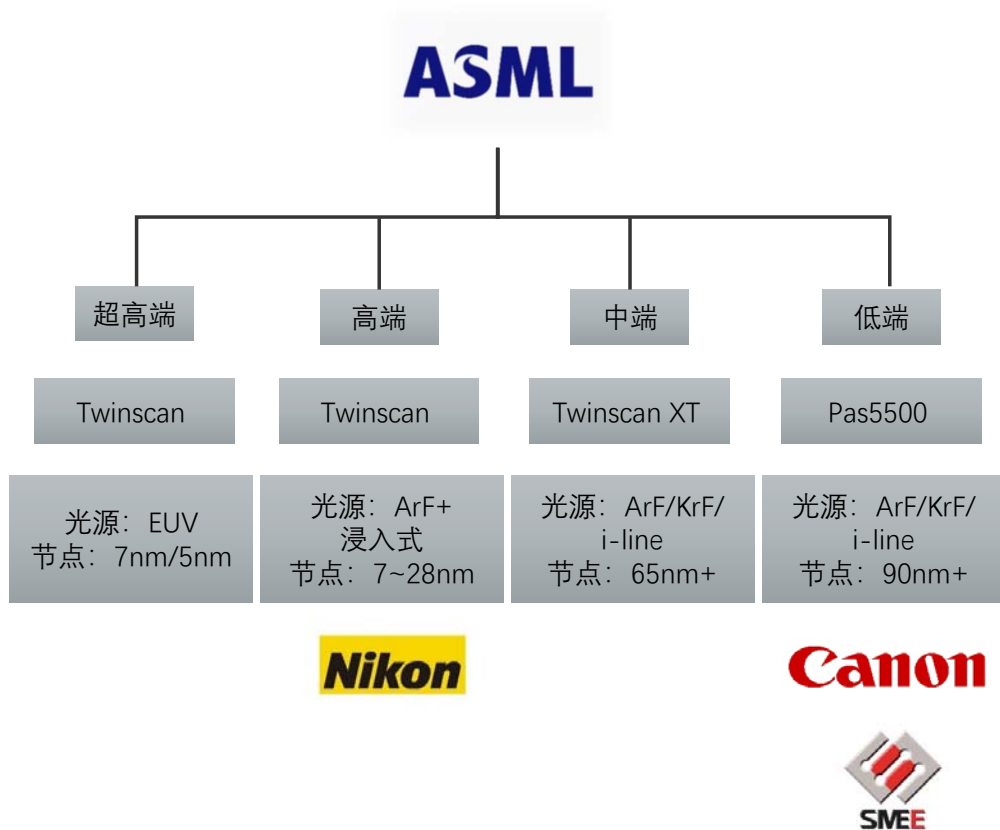 ASML
超高端
高端
中端
低端
Twinscan
Twinscan
Twinscan XT
Pas5500
光源：EUV
节点：7nm/5nm
光源：ArF+
浸入式
节点：7~28nm
光源：ArF/KrF/
i-line
节点：65nm+
光源：ArF/KrF/
i-line
节点：90nm+
Nikon
Canon
SMEE